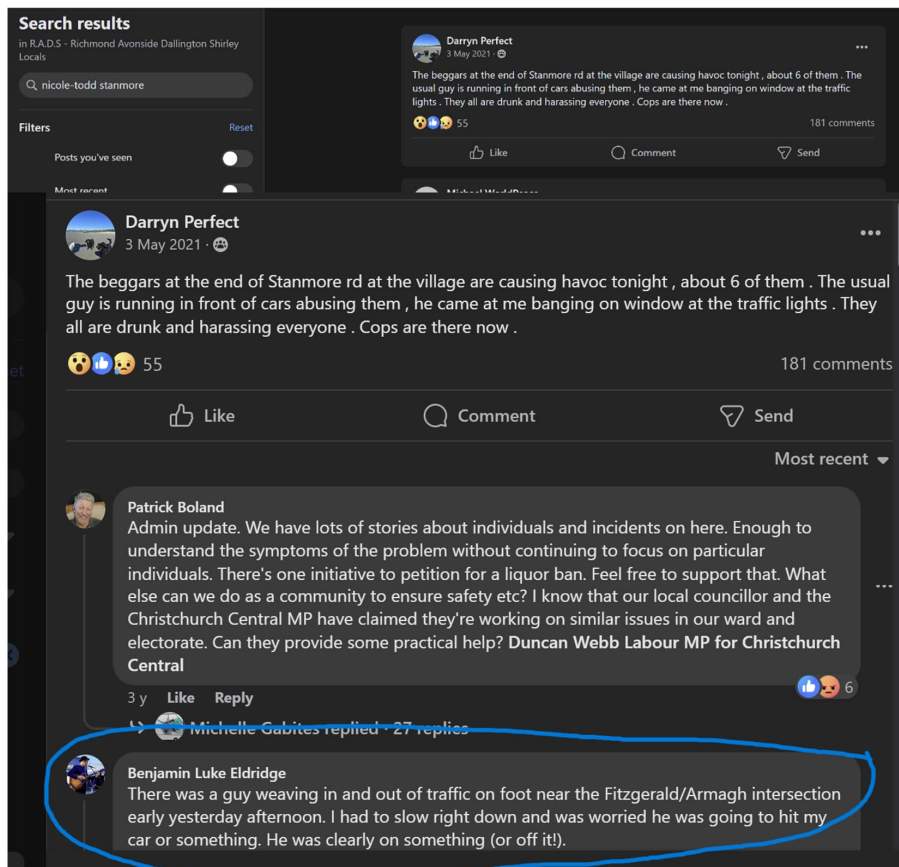 Search results
in R.A.D.S - Richmond Avonside Dallington Shirley
Locals
nicole-todd stanmore
Filters
Reset
Posts you've seen
Most recent
Darryn Perfect
3 May 2021 ·
The beggars at the end of Stanmore rd at the village are causing havoc tonight , about 6 of them . The
usual guy is running in front of cars abusing them , he came at me banging on window at the traffic
lights . They all are drunk and harassing everyone . Cops are there now .
55
181 comments
Like
Comment
Send
Michael WorldPeace
Darryn Perfect
3 May 2021 ·
The beggars at the end of Stanmore rd at the village are causing havoc tonight , about 6 of them . The usual
guy is running in front of cars abusing them , he came at me banging on window at the traffic lights . They
all are drunk and harassing everyone . Cops are there now .
55
181 comments
Like
Comment
Send
Most recent
Patrick Boland
Admin update. We have lots of stories about individuals and incidents on here. Enough to
understand the symptoms of the problem without continuing to focus on particular
individuals. There's one initiative to petition for a liquor ban. Feel free to support that. What
else can we do as a community to ensure safety etc? I know that our local councillor and the
Christchurch Central MP have claimed they're working on similar issues in our ward and
electorate. Can they provide some practical help? Duncan Webb Labour MP for Christchurch
Central
6
3 y Like Reply
Michelle Gabites replied · 27 replies
Benjamin Luke Eldridge
There was a guy weaving in and out of traffic on foot near the Fitzgerald/Armagh intersection
early yesterday afternoon. I had to slow right down and was worried he was going to hit my
car or something. He was clearly on something (or off it!).